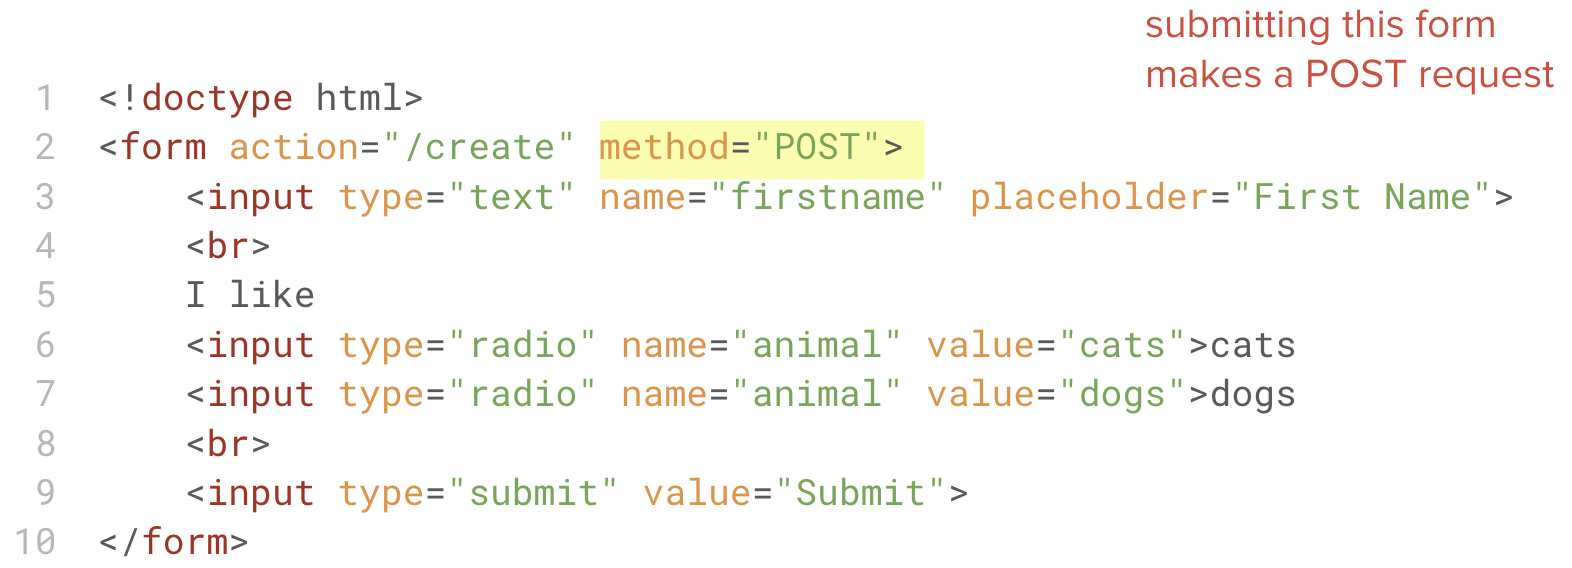 submitting this form
makes a POST request
1 <!doctype html>
2 <form action="/create" method="POST">
3     <input type="text" name="firstname" placeholder="First Name">
4     <br>
5     I like
6     <input type="radio" name="animal" value="cats">cats
7     <input type="radio" name="animal" value="dogs">dogs
8     <br>
9     <input type="submit" value="Submit">
10 </form>